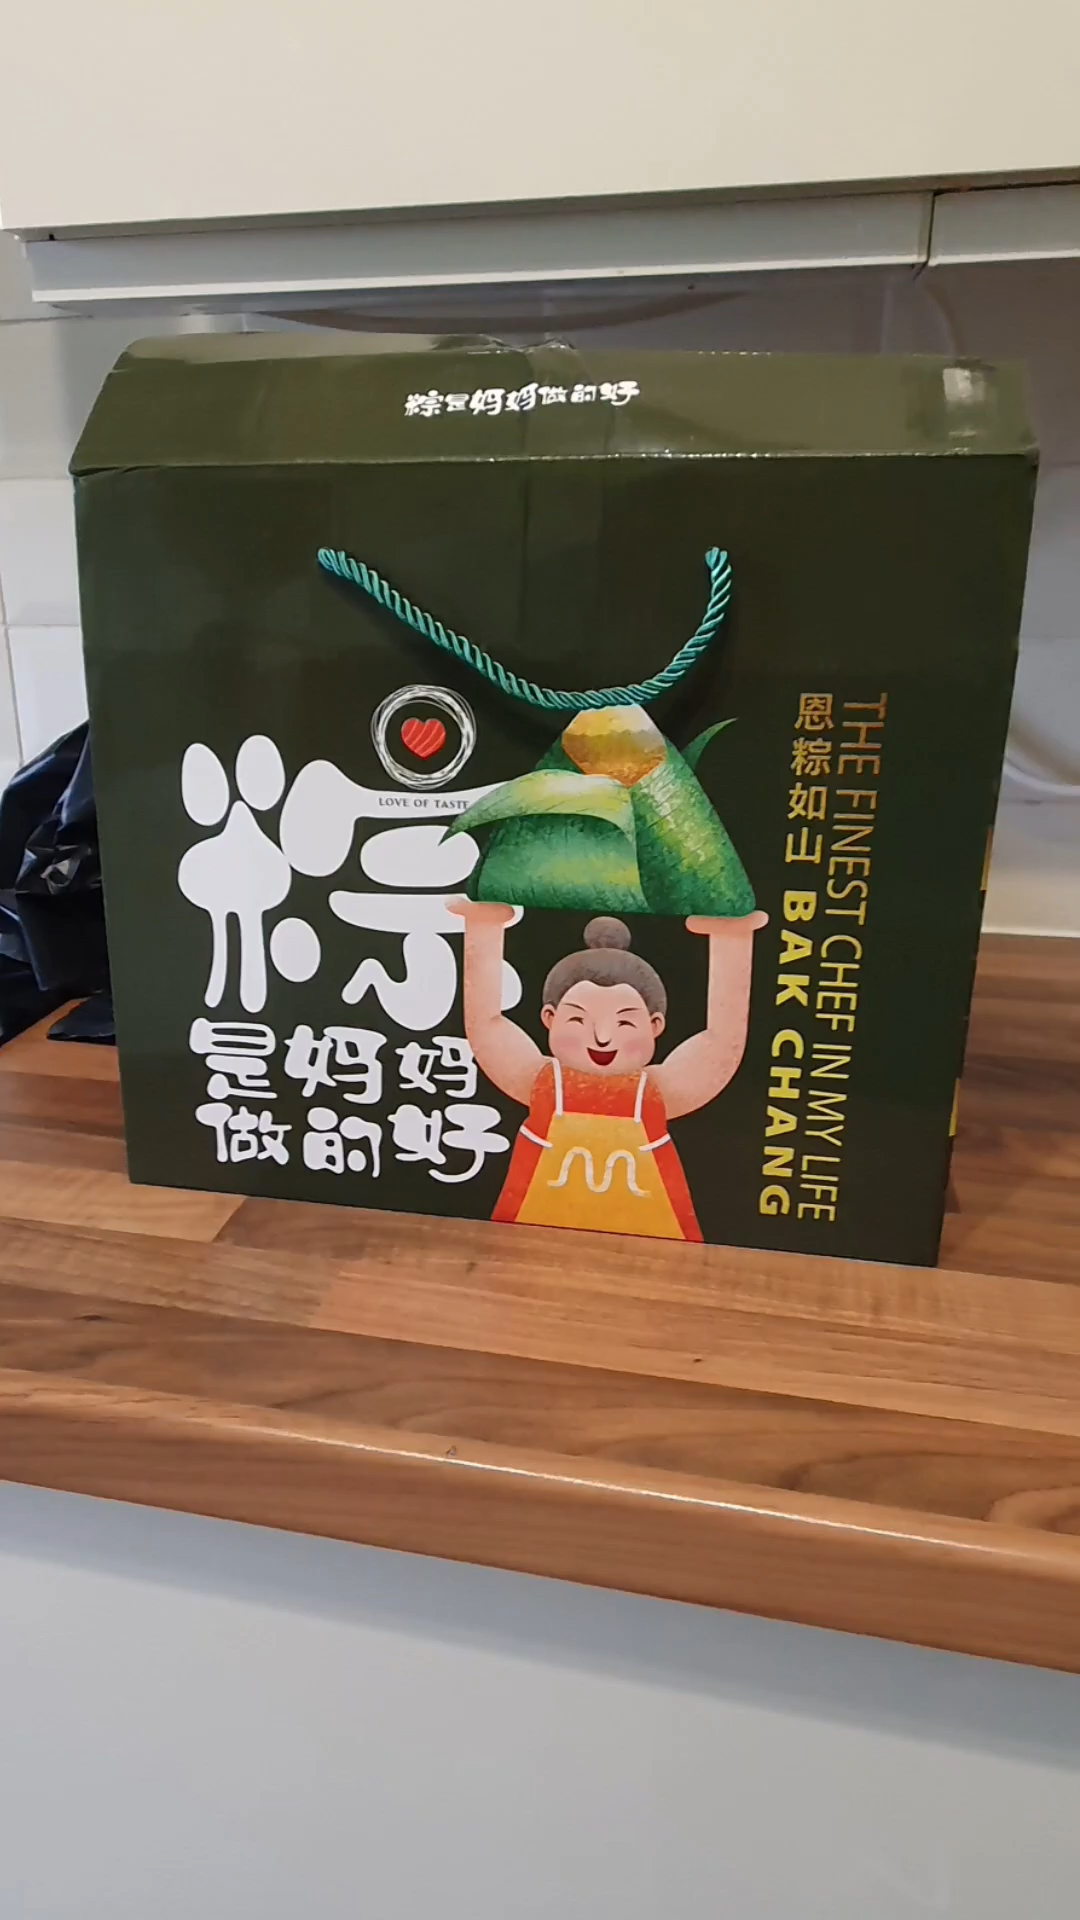 粽是妈妈做的好
LOVE OF TASTE
粽
是妈妈
做的好
THE FINEST CHEF IN MY LIFE
恩粽如山 BAK CHANG